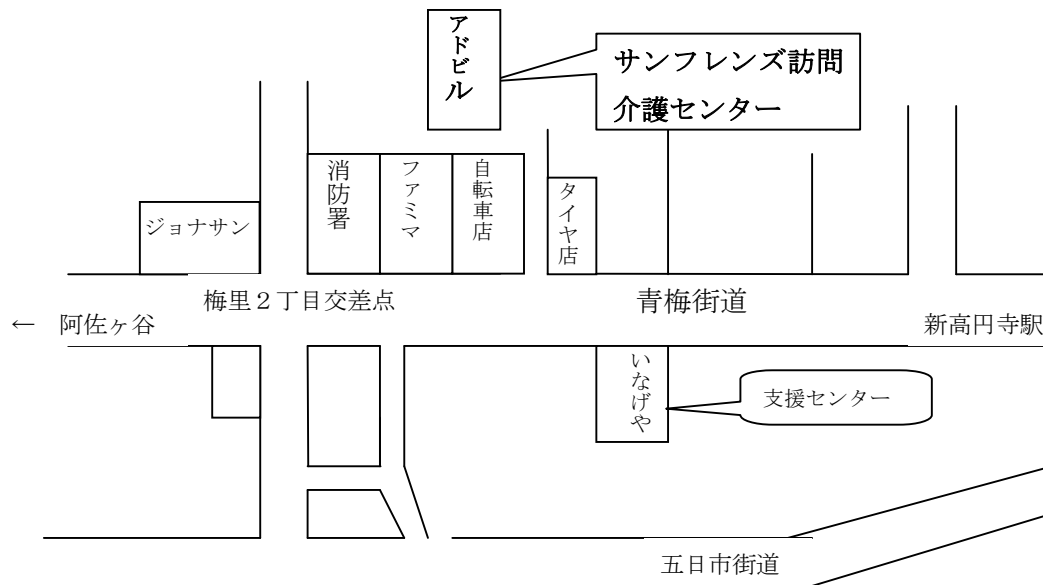 アドビル
サンフレンズ訪問
介護センター
消防署
ファミマ
自転車店
タイヤ店
ジョナサン
梅里２丁目交差点
青梅街道
← 阿佐ヶ谷
新高円寺駅
いなげや
支援センター
五日市街道